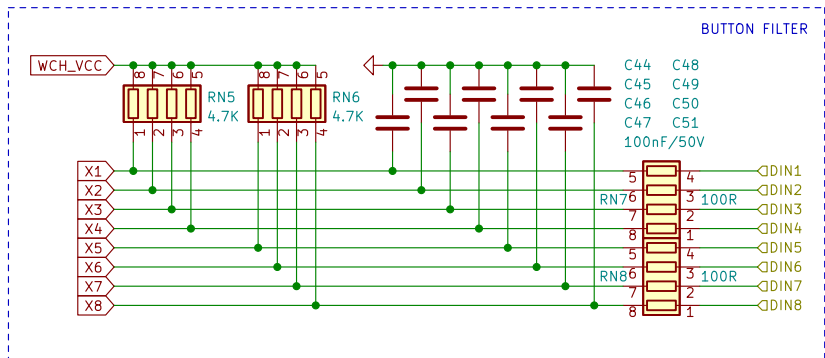 BUTTON FILTER
WCH_VCC
8 7 6 5
8 7 6 5
RN5
4.7K
RN6
4.7K
1 2 3 4
1 2 3 4
C44 C48
C45 C49
C46 C50
C47 C51
100nF/50V
X1 5 4 DIN1
X2 6 3 DIN2
RN7 100R
X3 7 2 DIN3
X4 8 1 DIN4
X5 5 4 DIN5
X6 6 3 DIN6
RN8 100R
X7 7 2 DIN7
X8 8 1 DIN8